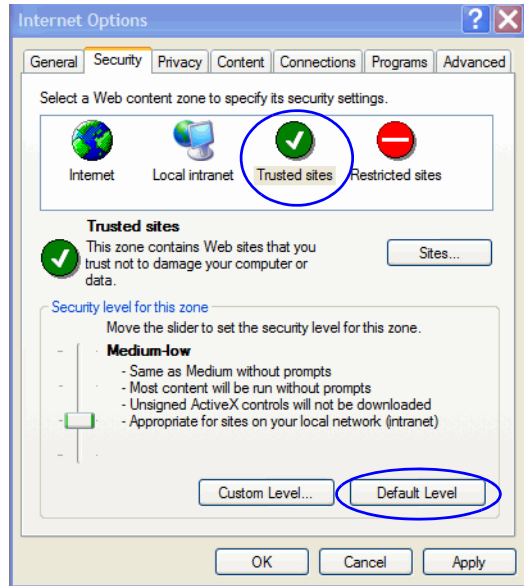 Internet Options
General Security Privacy Content Connections Programs Advanced
Select a Web content zone to specify its security settings.
Internet Local intranet Trusted sites Restricted sites
Trusted sites
This zone contains Web sites that you
trust not to damage your computer or
data.
Sites...
Security level for this zone
Move the slider to set the security level for this zone.
Medium-low
- Same as Medium without prompts
- Most content will be run without prompts
- Unsigned ActiveX controls will not be downloaded
- Appropriate for sites on your local network (intranet)
Custom Level... Default Level
OK Cancel Apply